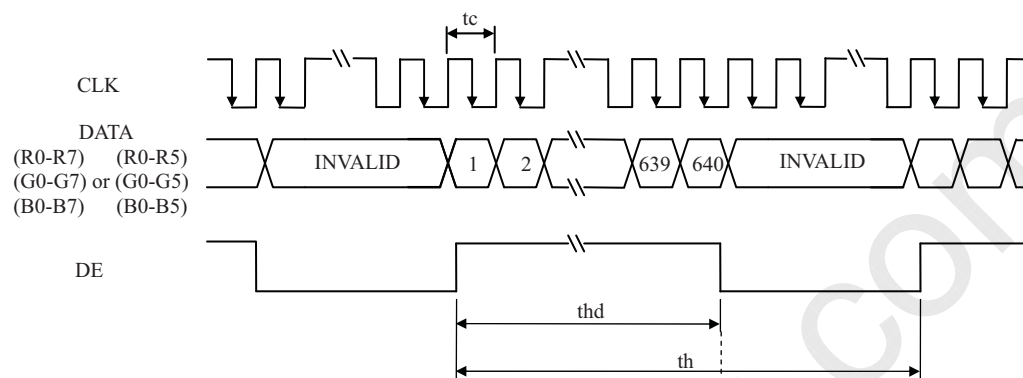 tc
CLK
DATA
(R0-R7) (R0-R5)
(G0-G7) or (G0-G5)
(B0-B7) (B0-B5)
INVALID 1 2 639 640 INVALID
DE
thd
th
com